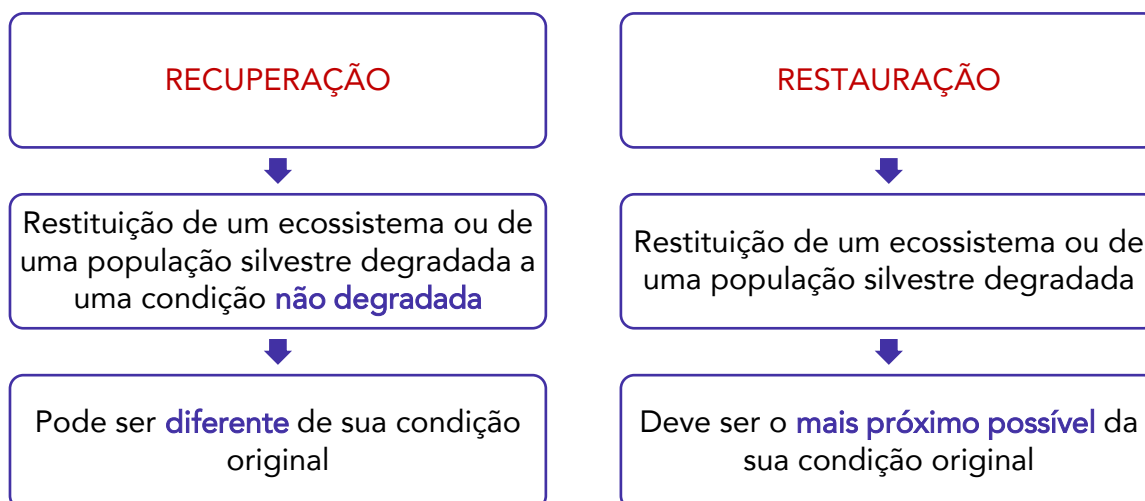 RECUPERAÇÃO
Restituição de um ecossistema ou de
uma população silvestre degradada a
uma condição não degradada
Pode ser diferente de sua condição
original
RESTAURAÇÃO
Restituição de um ecossistema ou de
uma população silvestre degradada
Deve ser o mais próximo possível da
sua condição original